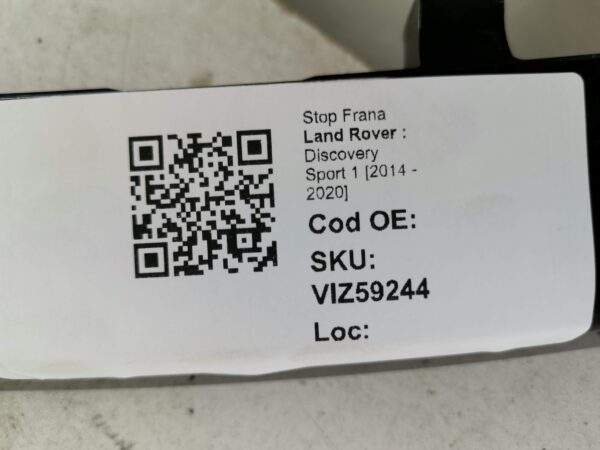 Stop Frana
Land Rover :
Discovery
Sport 1 [2014 -
2020]
Cod OE:
SKU:
VIZ59244
Loc: